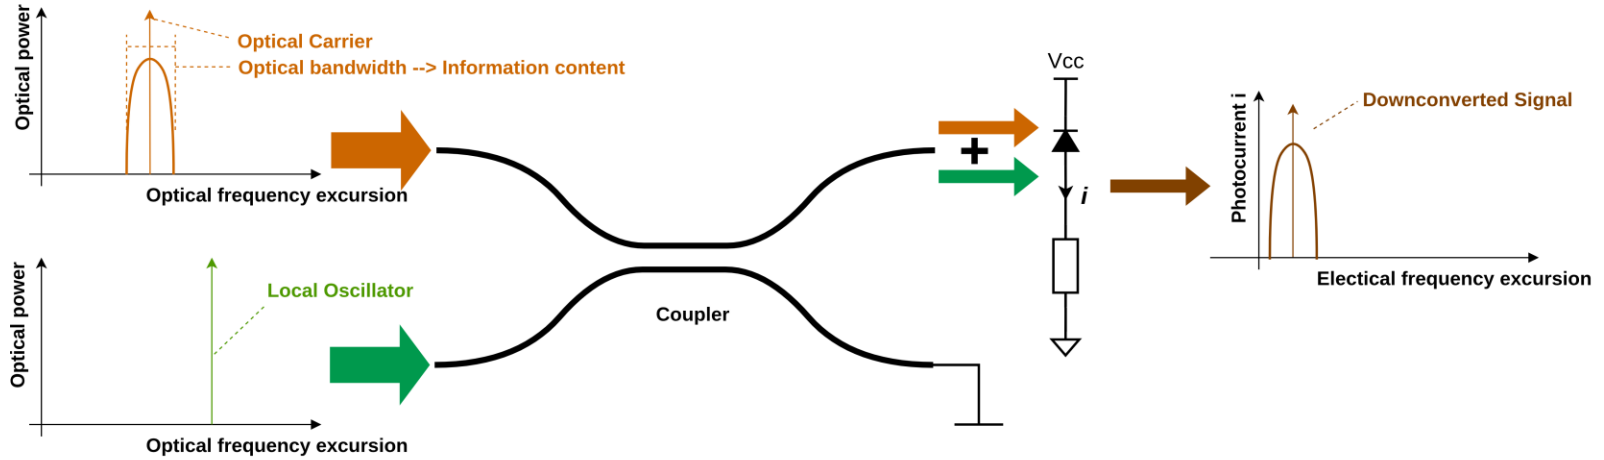 Optical power
Optical Carrier
Optical bandwidth --> Information content
Optical frequency excursion
Optical power
Local Oscillator
Optical frequency excursion
Coupler
Vcc
+
i
Photocurrent i
Downconverted Signal
Electical frequency excursion